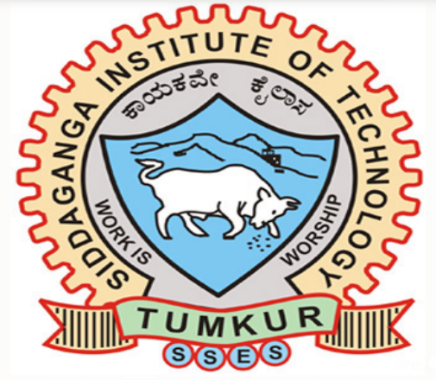 SIDDAGANGA INSTITUTE OF TECHNOLOGY
ಕಾಯಕವೇ ಕೈಲಾಸ
WORK IS WORSHIP
TUMKUR
SSES